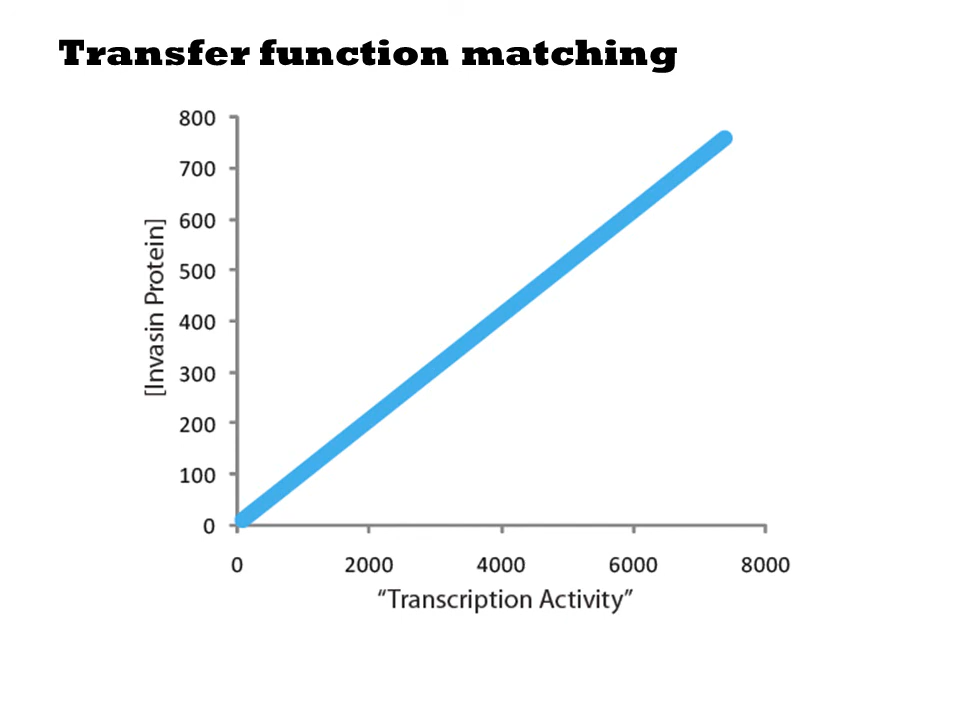 Transfer function matching
800
700
600
500
400
300
200
100
0
[Invasin Protein]
0 2000 4000 6000 8000
“Transcription Activity”